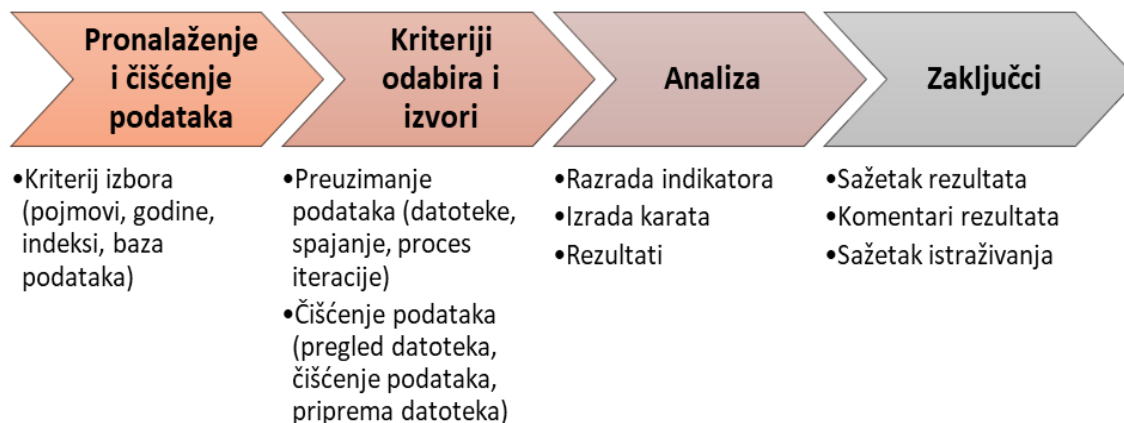 Pronalaženje
i čišćenje
podataka
Kriteriji
odabira i
izvori
Analiza
Zaključci
•Kriterij izbora
(pojmovi, godine,
indeksi, baza
podataka)
•Preuzimanje
podataka (datoteke,
spajanje, proces
iteracije)
•Čišćenje podataka
(pregled datoteka,
čišćenje podataka,
priprema datoteka)
•Razrada indikatora
•Izrada karata
•Rezultati
•Sažetak rezultata
•Komentari rezultata
•Sažetak istraživanja